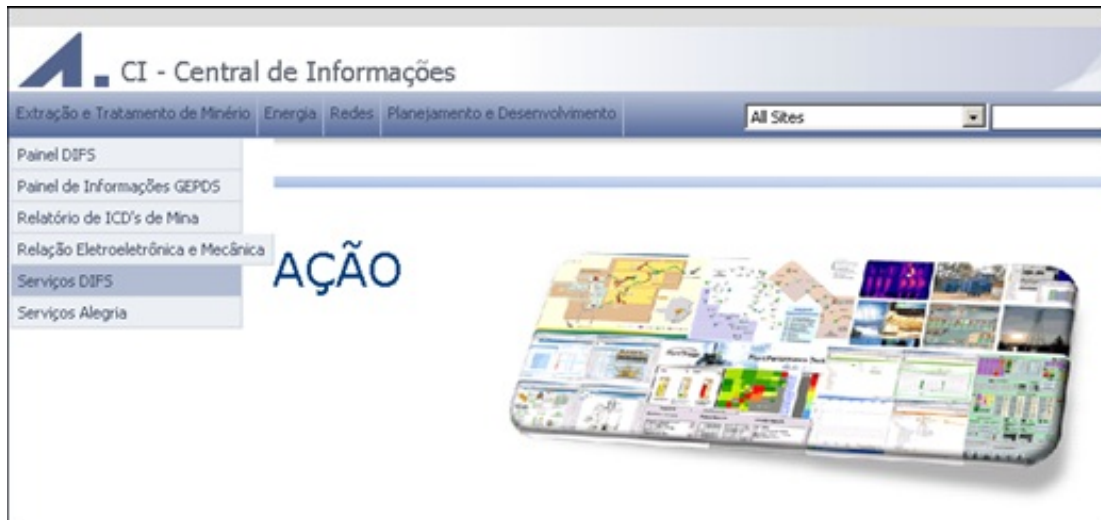 CI - Central de Informações
Extração e Tratamento de Minério Energia Redes Planejamento e Desenvolvimento All Sites
Painel DIFS
Painel de Informações GEPDS
Relatório de ICD's de Mina
Relação Eletroeletrônica e Mecânica
AÇÃO
Serviços DIFS
Serviços Alegria